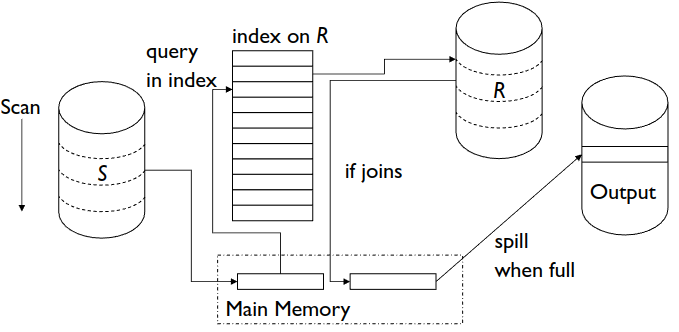 index on R
query
in index
Scan
S
R
Output
if joins
spill
when full
Main Memory